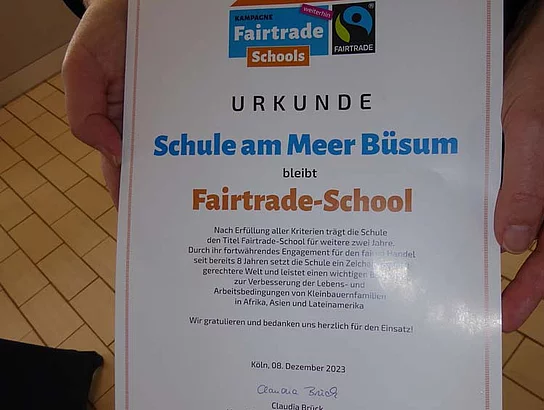 KAMPAGNE
weiterhin
Fairtrade
Schools
FAIRTRADE
URKUNDE
Schule am Meer Büsum
bleibt
Fairtrade-School
Nach Erfüllung aller Kriterien trägt die Schule
den Titel Fairtrade-School für weitere zwei Jahre.
Durch ihr fortwährendes Engagement für den Handel
seit bereits 8 Jahren setzt die Schule ein
gerechtere Welt und leistet einen wichtigen
zur Verbesserung der Lebens- und
Arbeitsbedingungen von Kleinbauernfamilien
in Afrika, Asien und Lateinamerika
Wir gratulieren und bedanken uns herzlich für den Einsatz!
Köln, 08. Dezember 2023
Claudia Brück
Claudia Brück